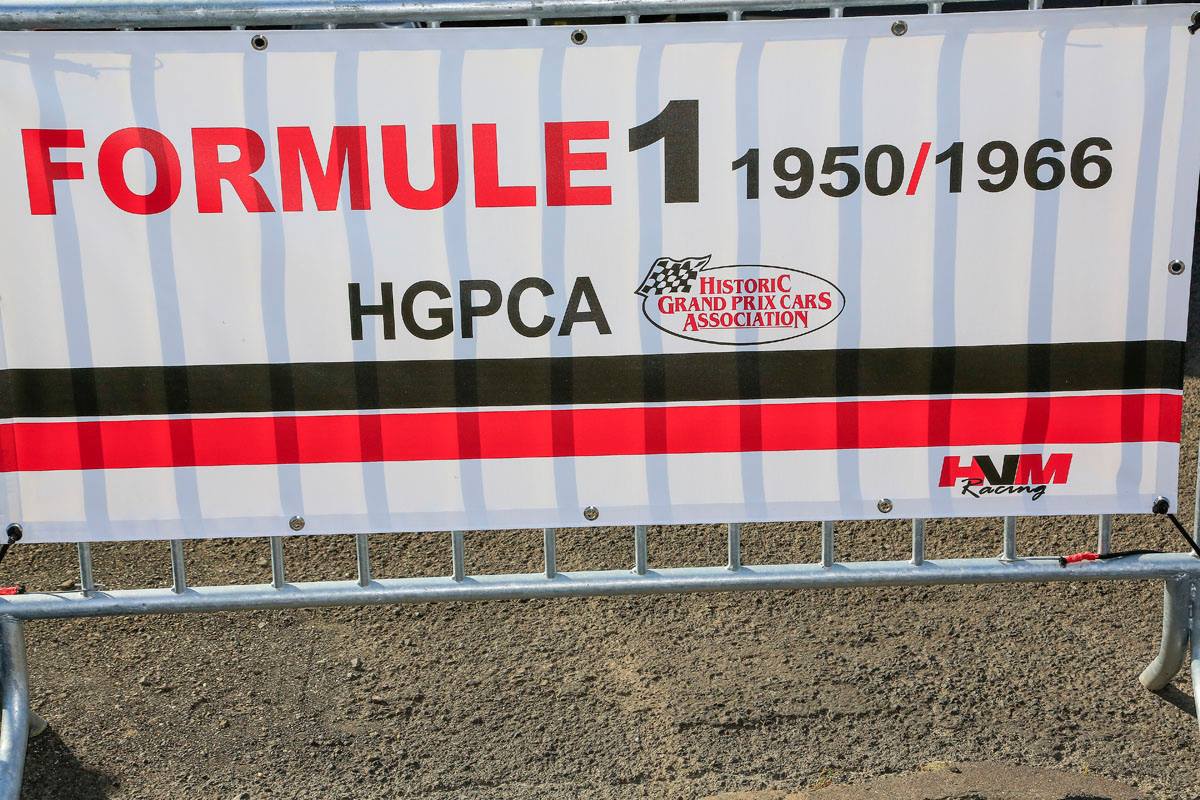 FORMULE 1 1950/1966
HGPCA
HISTORIC
GRAND PRIX CARS
ASSOCIATION
HVM
Racing